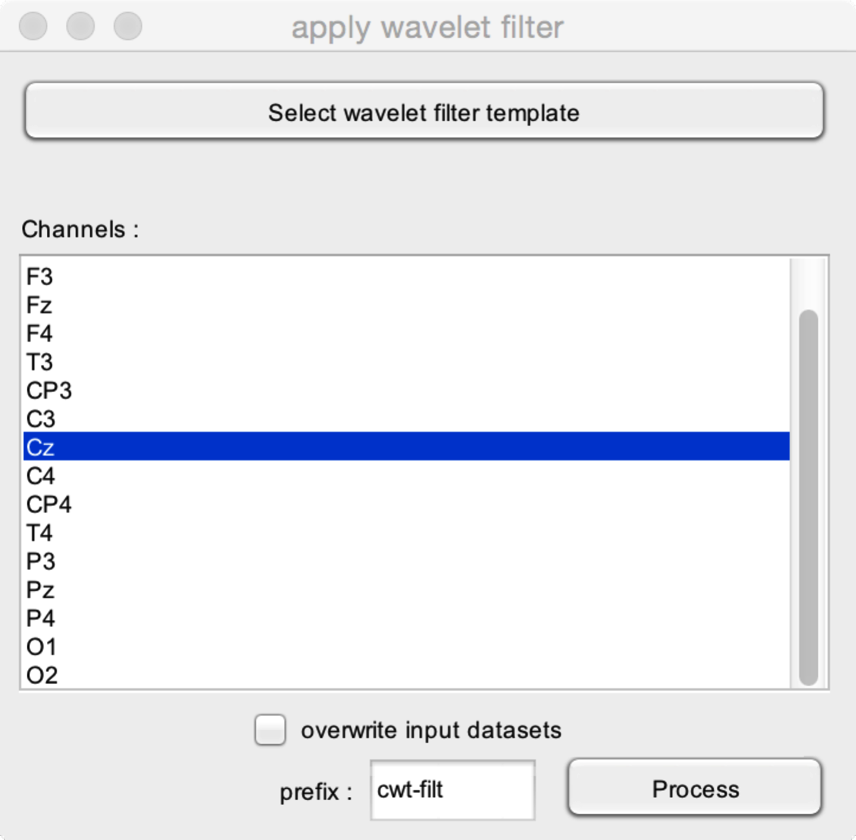 apply wavelet filter
Select wavelet filter template
Channels :
F3
Fz
F4
T3
CP3
C3
Cz
C4
CP4
T4
P3
Pz
P4
O1
O2
overwrite input datasets
prefix : cwt-filt Process